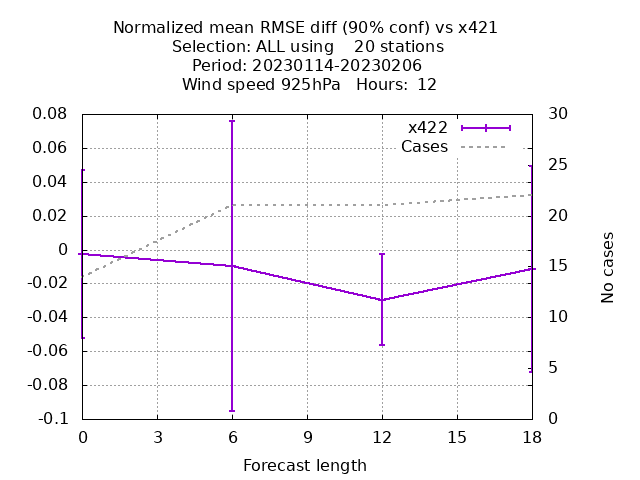 Normalized mean RMSE diff (90% conf) vs x421
Selection: ALL using    20 stations
Period: 20230114-20230206
Wind speed 925hPa   Hours:  12
0.08
0.06
0.04
0.02
0
-0.02
-0.04
-0.06
-0.08
-0.1
x422
Cases
30
25
20
15
10
5
0
No cases
0 3 6 9 12 15 18
Forecast length